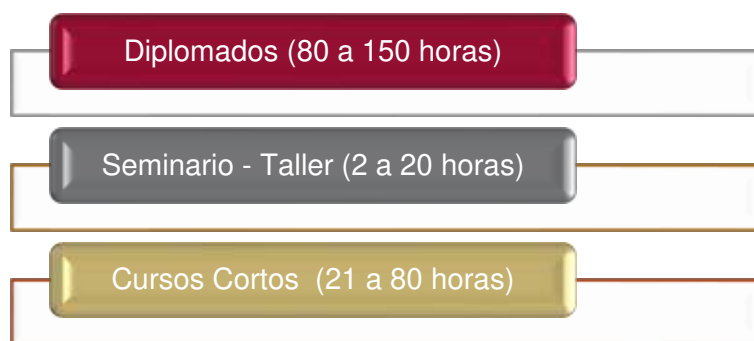 Diplomados (80 a 150 horas)
Seminario - Taller (2 a 20 horas)
Cursos Cortos  (21 a 80 horas)